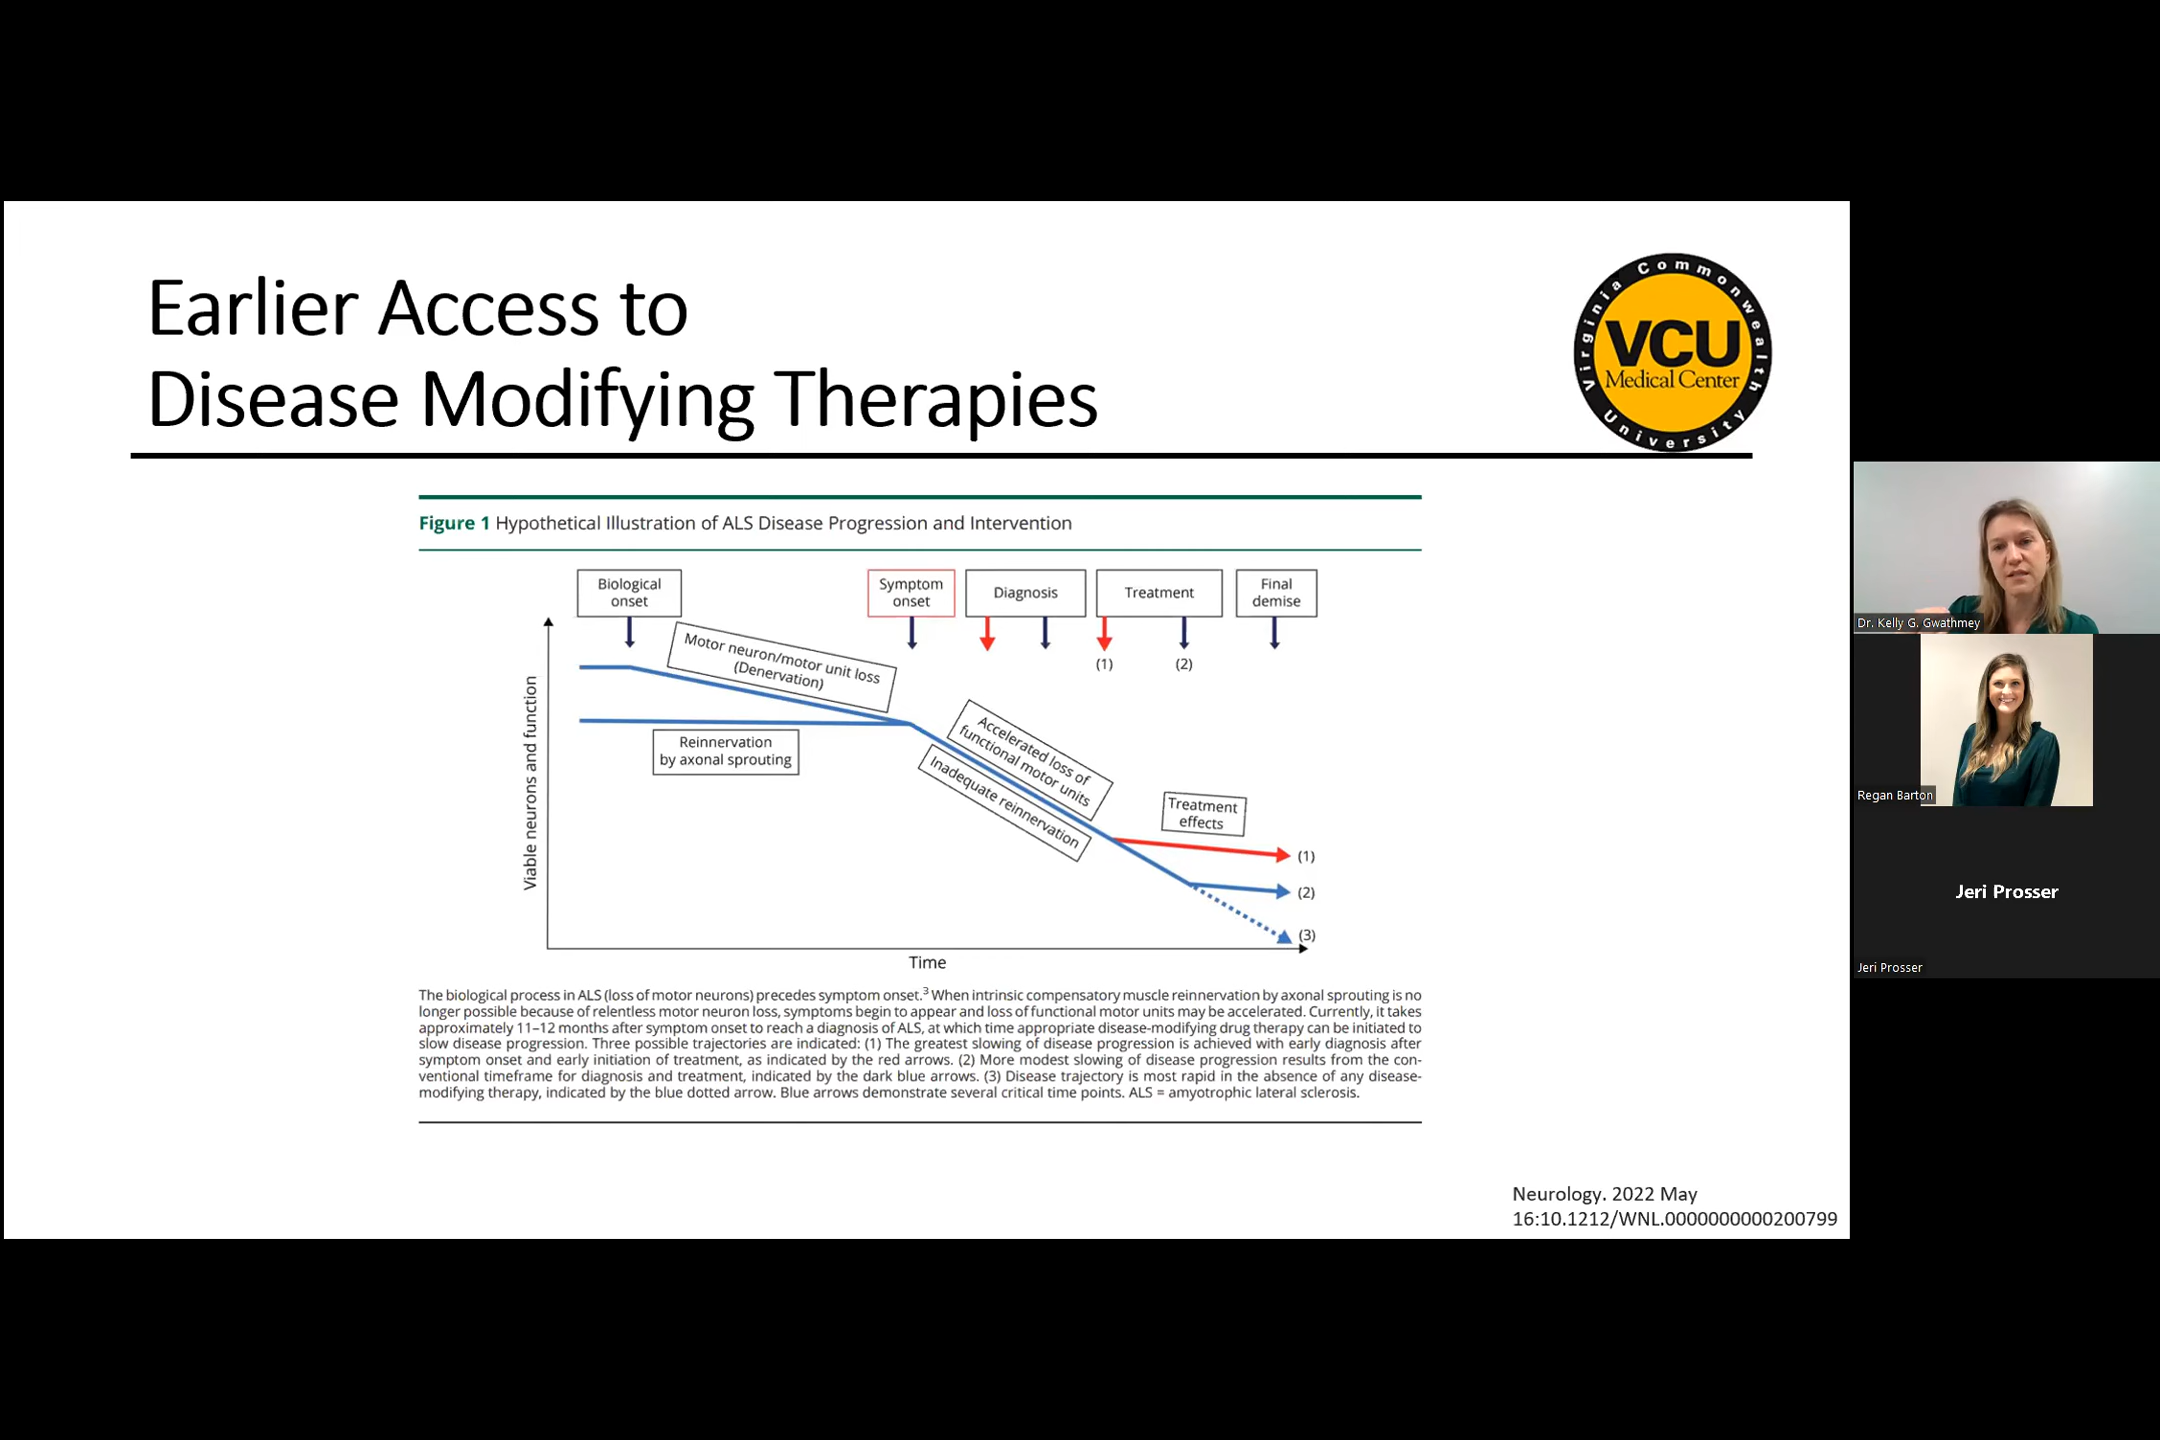 Earlier Access to
Disease Modifying Therapies
Virginia Commonwealth University
VCU
Medical Center
Figure 1 Hypothetical Illustration of ALS Disease Progression and Intervention
Biological
onset
Symptom
onset
Diagnosis
Treatment
Final
demise
(1)
(2)
Motor neuron/motor unit loss
(Denervation)
Reinnervation
by axonal sprouting
Accelerated loss of
functional motor units
Inadequate reinnervation
Treatment
effects
(1)
(2)
(3)
Viable neurons and function
Time
The biological process in ALS (loss of motor neurons) precedes symptom onset.3 When intrinsic compensatory muscle reinnervation by axonal sprouting is no
longer possible because of relentless motor neuron loss, symptoms begin to appear and loss of functional motor units may be accelerated. Currently, it takes
approximately 11–12 months after symptom onset to reach a diagnosis of ALS, at which time appropriate disease-modifying drug therapy can be initiated to
slow disease progression. Three possible trajectories are indicated: (1) The greatest slowing of disease progression is achieved with early diagnosis after
symptom onset and early initiation of treatment, as indicated by the red arrows. (2) More modest slowing of disease progression results from the con-
ventional timeframe for diagnosis and treatment, indicated by the dark blue arrows. (3) Disease trajectory is most rapid in the absence of any disease-
modifying therapy, indicated by the blue dotted arrow. Blue arrows demonstrate several critical time points. ALS = amyotrophic lateral sclerosis.
Neurology. 2022 May
16:10.1212/WNL.0000000000200799
Dr. Kelly G. Gwathmey
Regan Barton
Jeri Prosser
Jeri Prosser